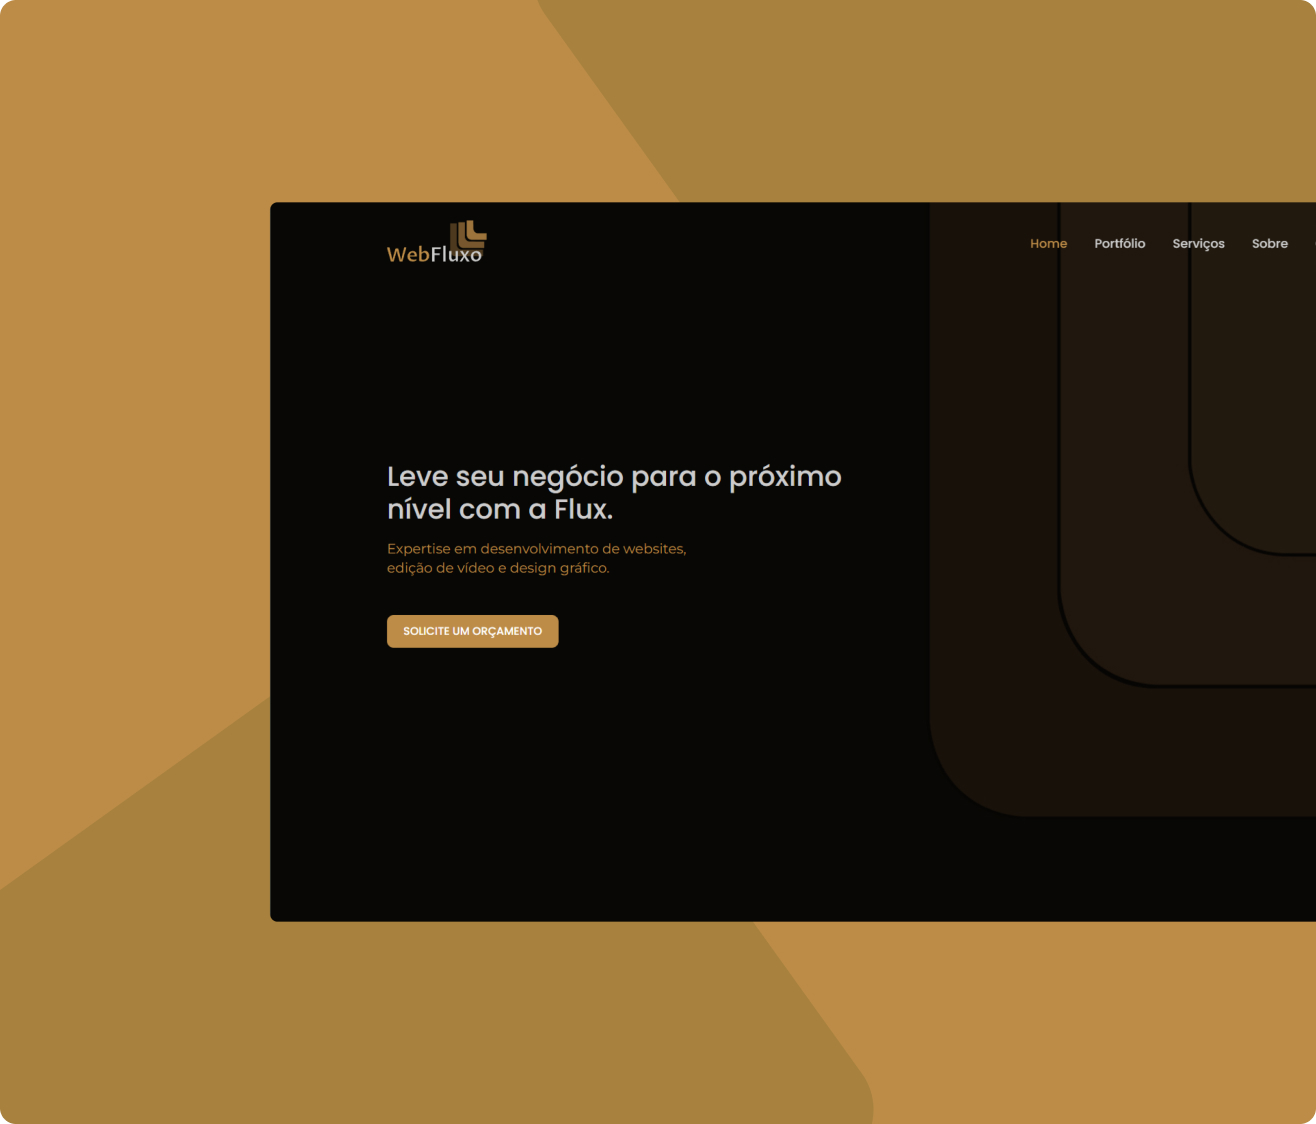 WebFluxo
Home Portfólio Serviços Sobre
Leve seu negócio para o próximo
nível com a Flux.
Expertise em desenvolvimento de websites,
edição de vídeo e design gráfico.
SOLICITE UM ORÇAMENTO